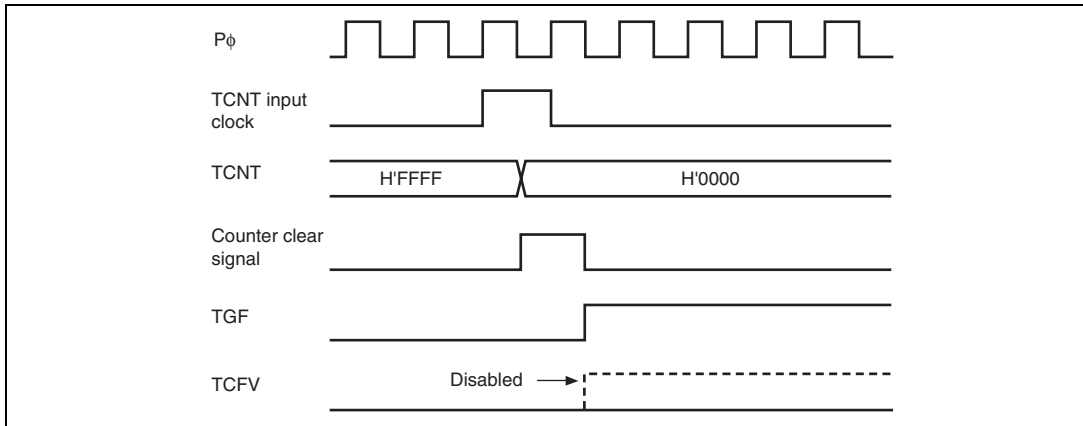 Pϕ
TCNT input
clock
TCNT
H'FFFF
H'0000
Counter clear
signal
TGF
TCFV
Disabled